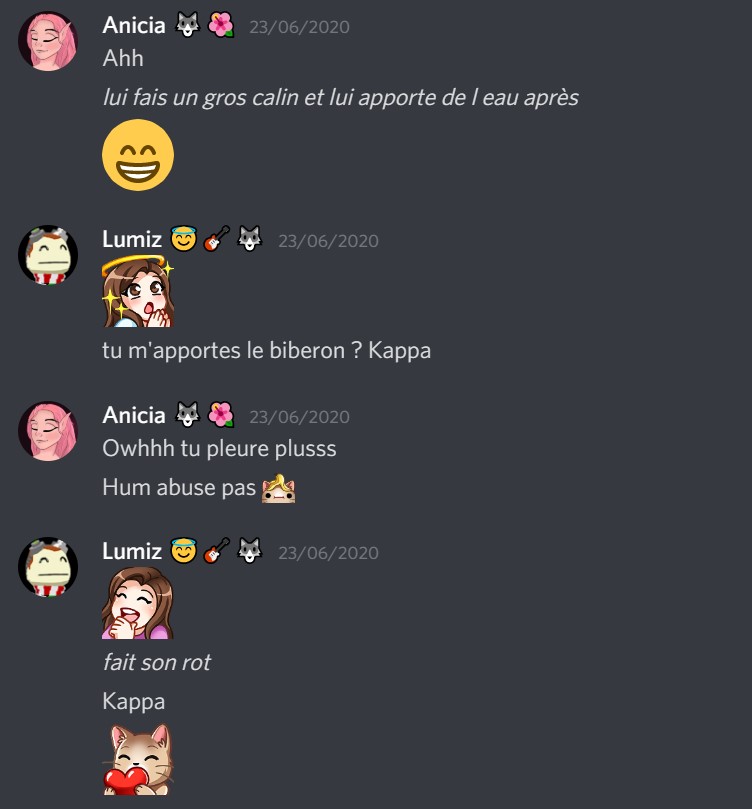 Anicia 🐺 🌺 23/06/2020
Ahh
lui fais un gros calin et lui apporte de l eau après
Lumiz 😇 🎸 🐺 23/06/2020
tu m'apportes le biberon ? Kappa
Anicia 🐺 🌺 23/06/2020
Owhhh tu pleure plusss
Hum abuse pas
Lumiz 😇 🎸 🐺 23/06/2020
fait son rot
Kappa